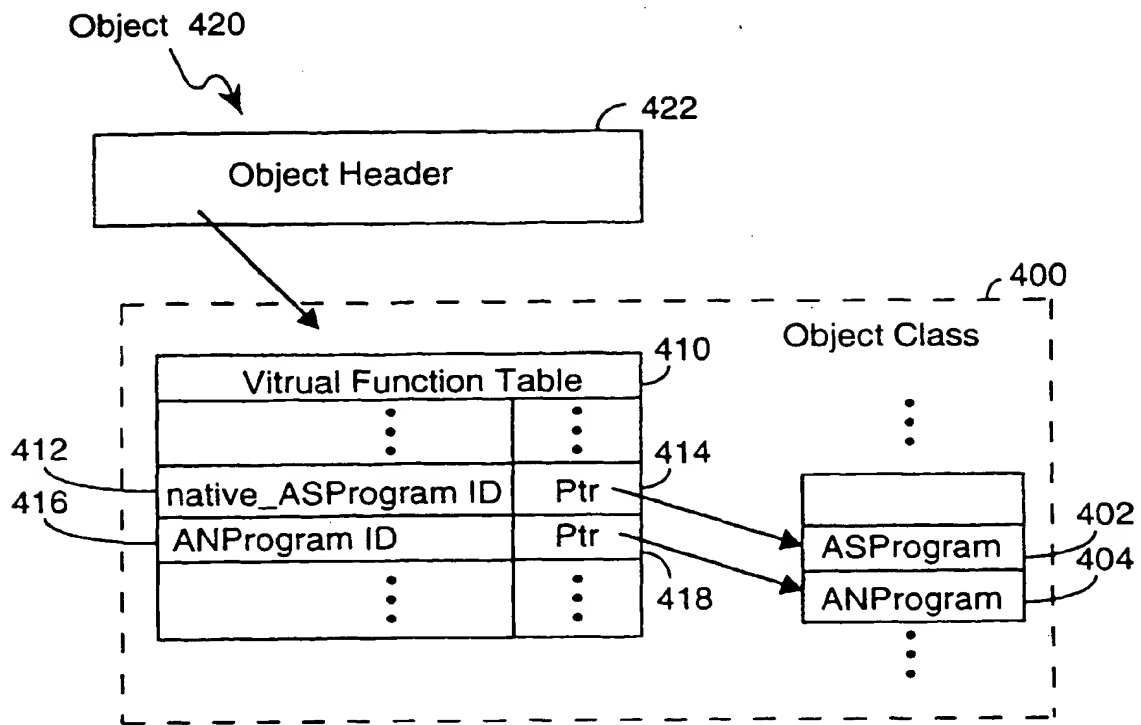 Object 420
422
Object Header
400
Object Class
410
Vitrual Function Table
412
native_ASProgram ID
Ptr
414
416
ANProgram ID
Ptr
418
ASProgram
402
ANProgram
404